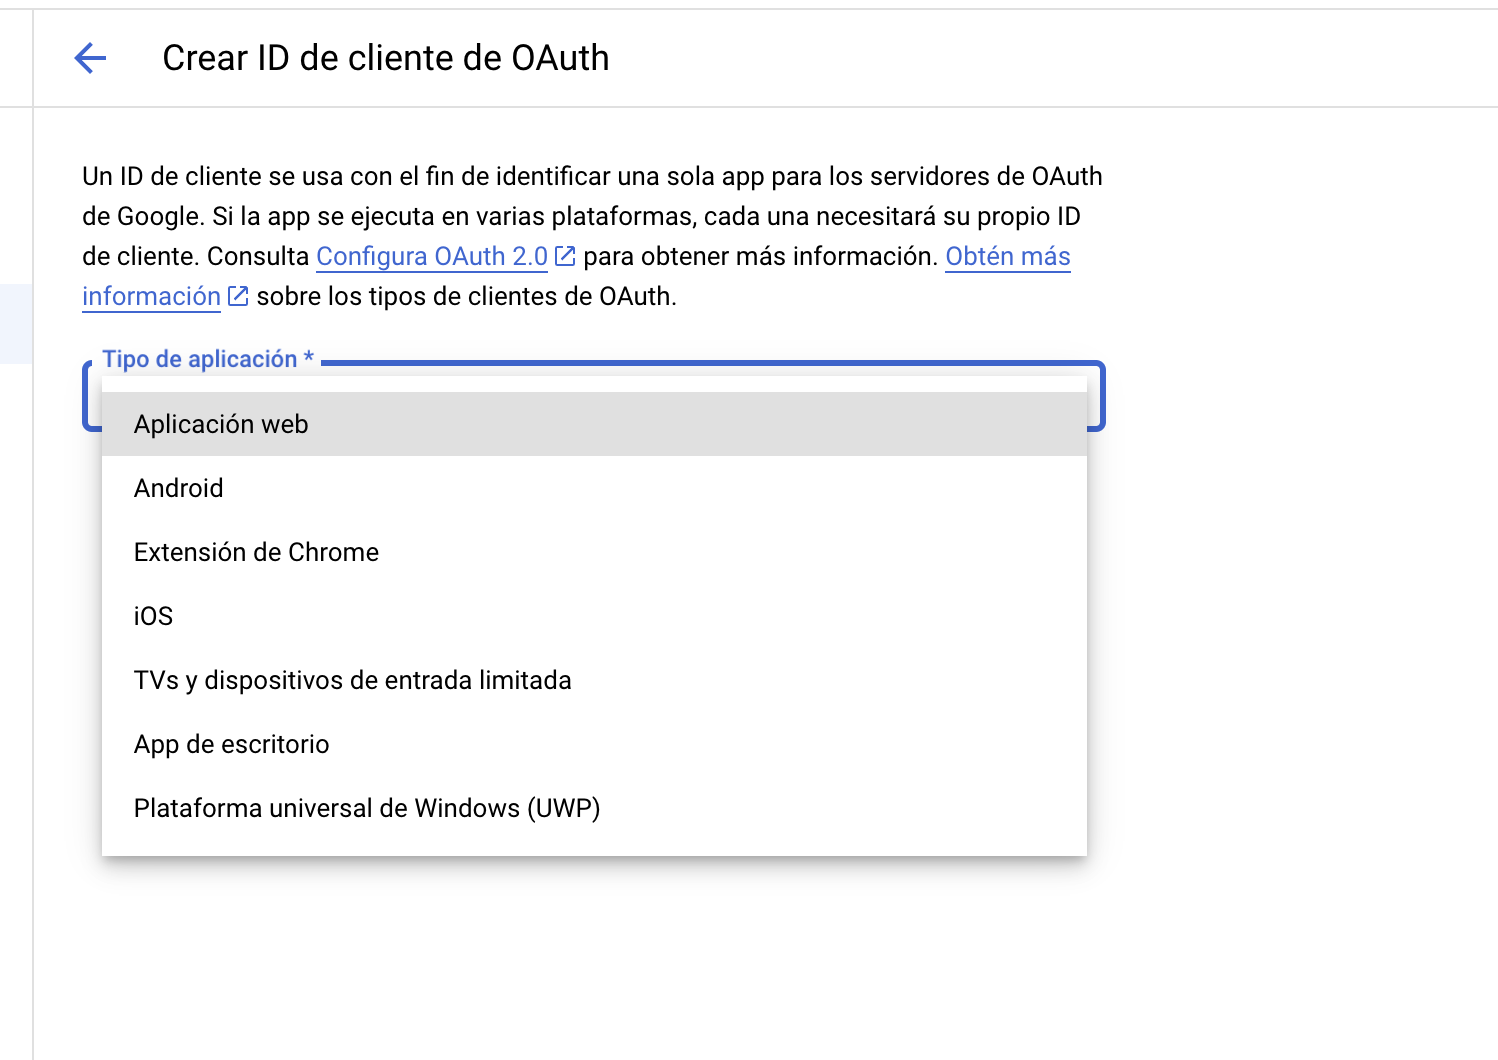 Crear ID de cliente de OAuth
Un ID de cliente se usa con el fin de identificar una sola app para los servidores de OAuth
de Google. Si la app se ejecuta en varias plataformas, cada una necesitará su propio ID
de cliente. Consulta Configura OAuth 2.0 para obtener más información. Obtén más
información sobre los tipos de clientes de OAuth.
Tipo de aplicación *
Aplicación web
Android
Extensión de Chrome
iOS
TVs y dispositivos de entrada limitada
App de escritorio
Plataforma universal de Windows (UWP)